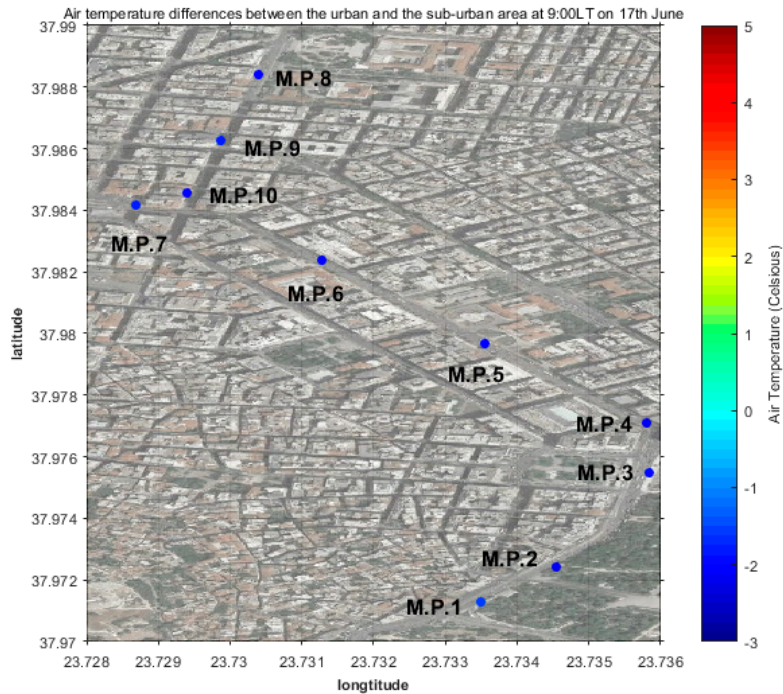 Air temperature differences between the urban and the sub-urban area at 9:00LT on 17th June
37.99
37.988
37.986
37.984
37.982
37.98
37.978
37.976
37.974
37.972
37.97
latitude
M.P.8
M.P.9
M.P.10
M.P.7
M.P.6
M.P.5
M.P.4
M.P.3
M.P.2
M.P.1
23.728 23.729 23.73 23.731 23.732 23.733 23.734 23.735 23.736
longtitude
5
4
3
2
1
0
-1
-2
-3
Air Temperature (Celsious)